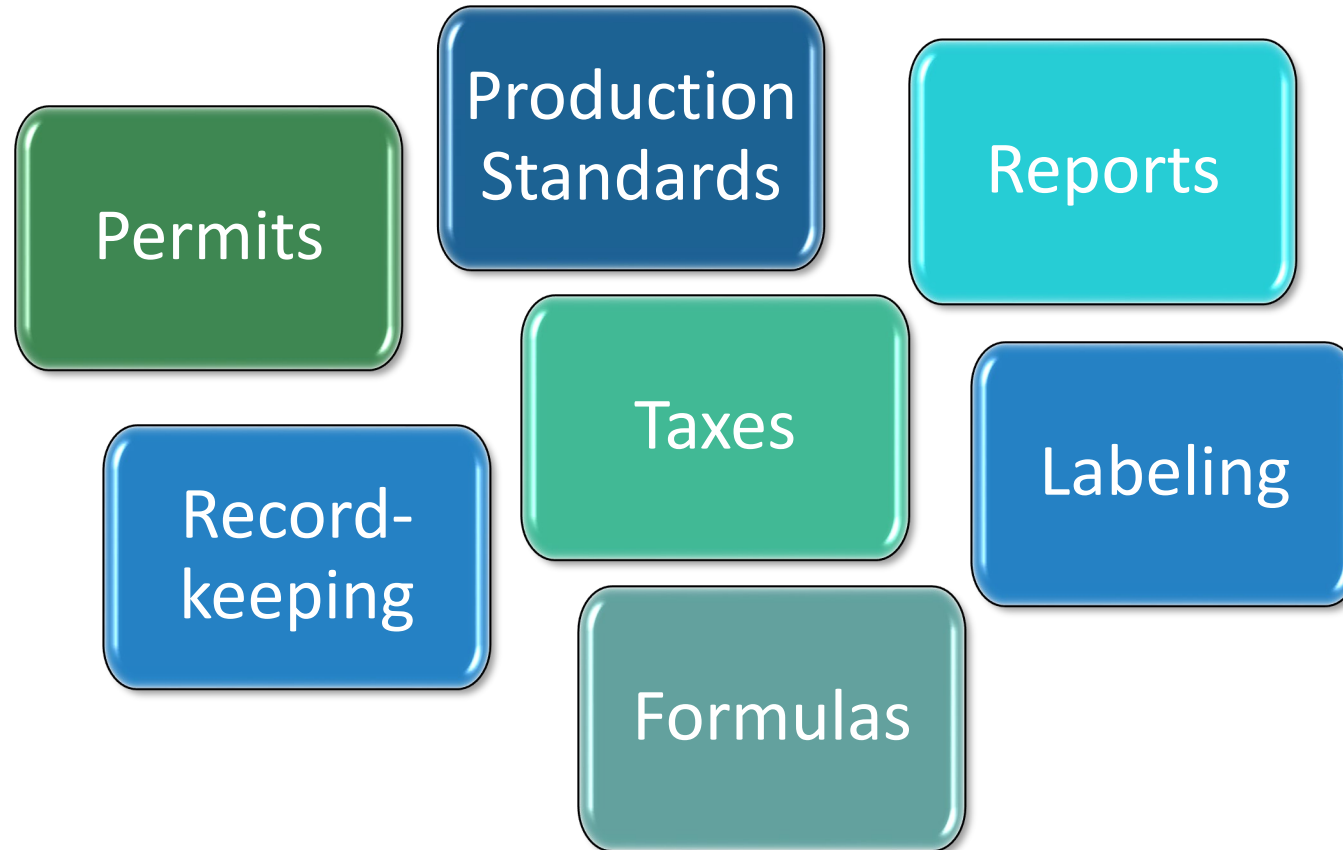 Permits
Production
Standards
Reports
Record-
keeping
Taxes
Labeling
Formulas